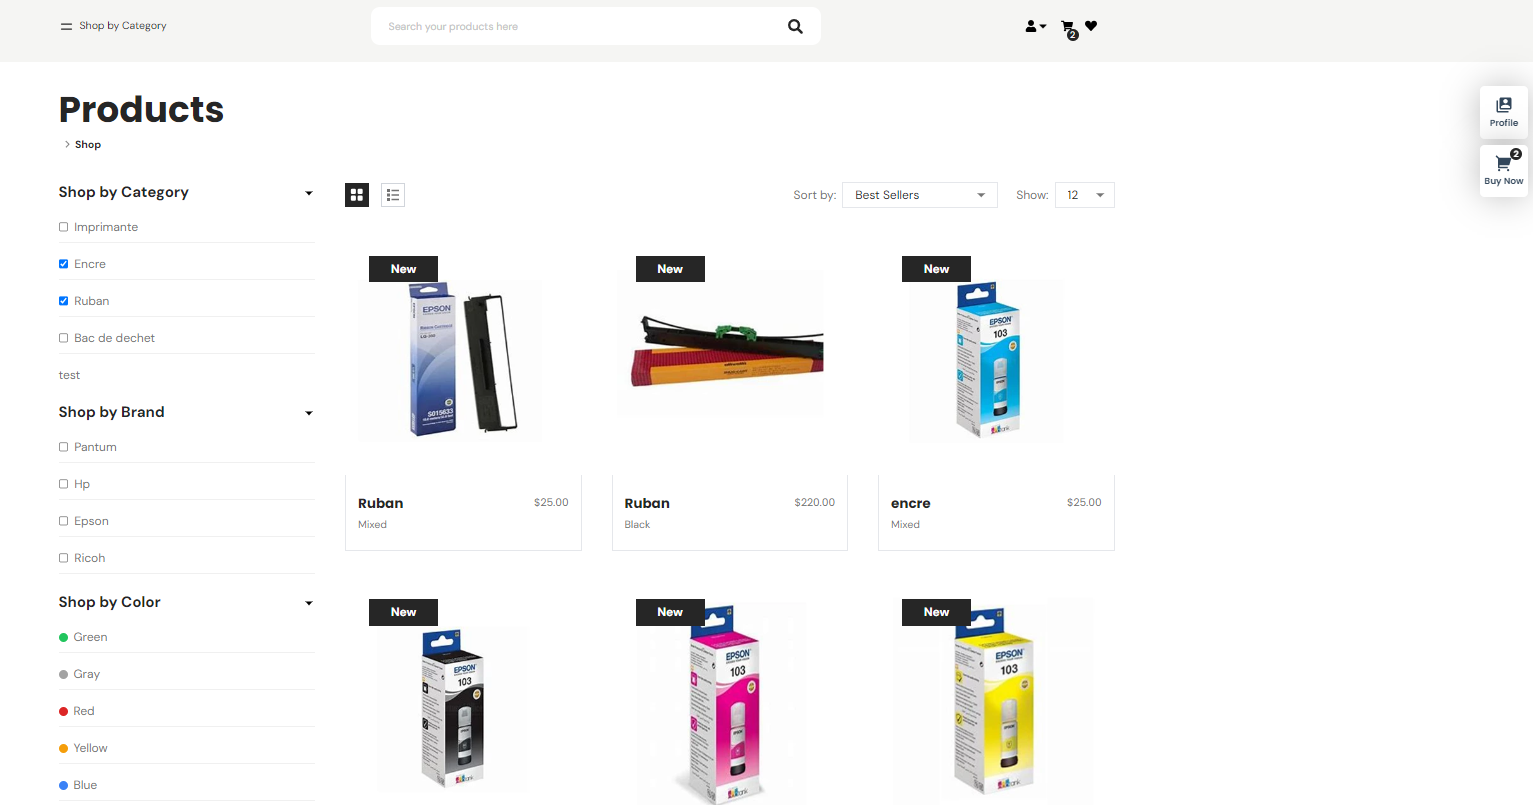 Shop by Category
Search your products here
2
Products
Shop
Profile
2
Buy Now
Shop by Category
Imprimante
Encre
Ruban
Bac de dechet
test
Shop by Brand
Pantum
Hp
Epson
Ricoh
Shop by Color
Green
Gray
Red
Yellow
Blue
Sort by: Best Sellers Show: 12
New
EPSON
S015633
Ruban $25.00
Mixed
New
Ruban $220.00
Black
New
EPSON
103
encre $25.00
Mixed
New
EPSON
103
New
EPSON
103
New
EPSON
103